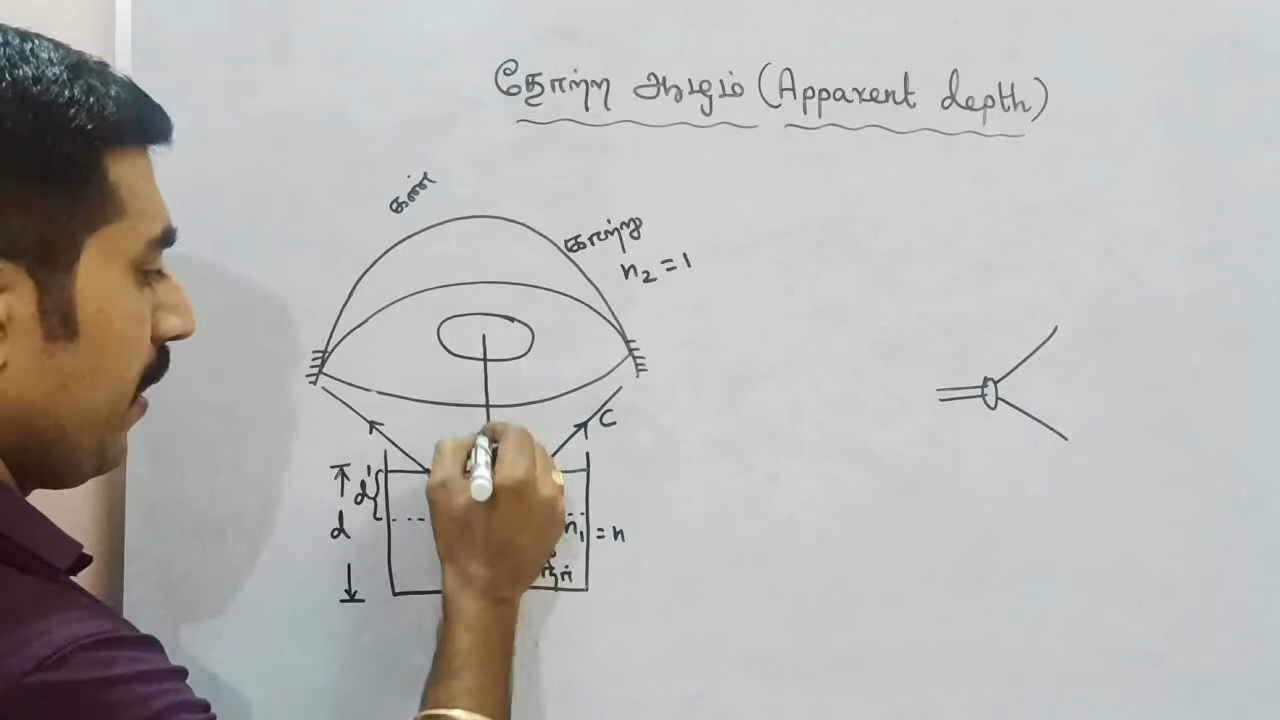 தோற்ற ஆழம் (Apparent depth)
கண்
காற்று
n₂ = 1
C
d'
d
n₁ = n